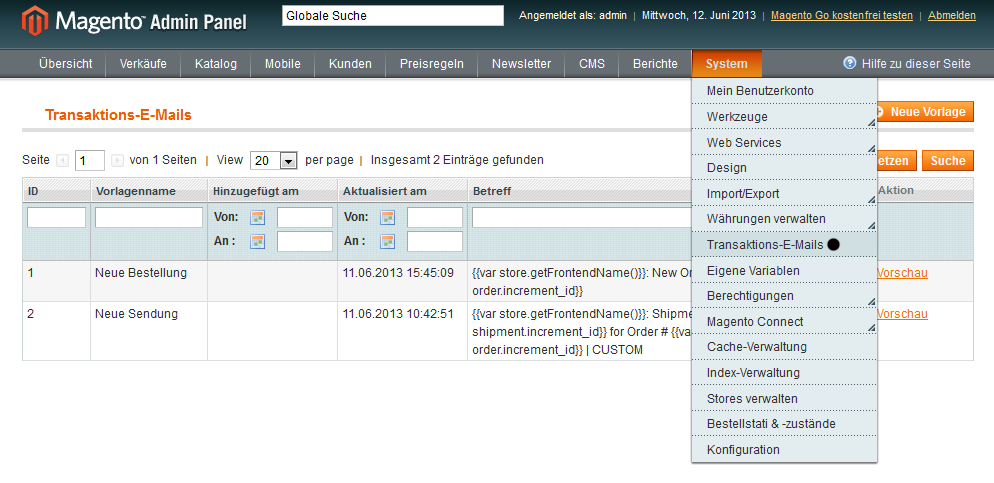 Magento™ Admin Panel
Globale Suche
Angemeldet als: admin | Mittwoch, 12. Juni 2013 | Magento Go kostenfrei testen | Abmelden
Übersicht Verkäufe Katalog Mobile Kunden Preisregeln Newsletter CMS Berichte System Hilfe zu dieser Seite
Transaktions-E-Mails
Neue Vorlage
Seite 1 von 1 Seiten | View 20 per page | Insgesamt 2 Einträge gefunden
Suche
ID Vorlagenname Hinzugefügt am Aktualisiert am Betreff Aktion
Von: Von:
An : An :
1 Neue Bestellung 11.06.2013 15:45:09 {{var store.getFrontendName()}}: New Vorschau
order.increment_id}}
2 Neue Sendung 11.06.2013 10:42:51 {{var store.getFrontendName()}}: Vorschau
shipment.increment_id}} for Order #
order.increment_id}} | CUSTOM
Mein Benutzerkonto
Werkzeuge
Web Services
Design
Import/Export
Währungen verwalten
Transaktions-E-Mails
Eigene Variablen
Berechtigungen
Magento Connect
Cache-Verwaltung
Index-Verwaltung
Stores verwalten
Bestellstati & -zustände
Konfiguration